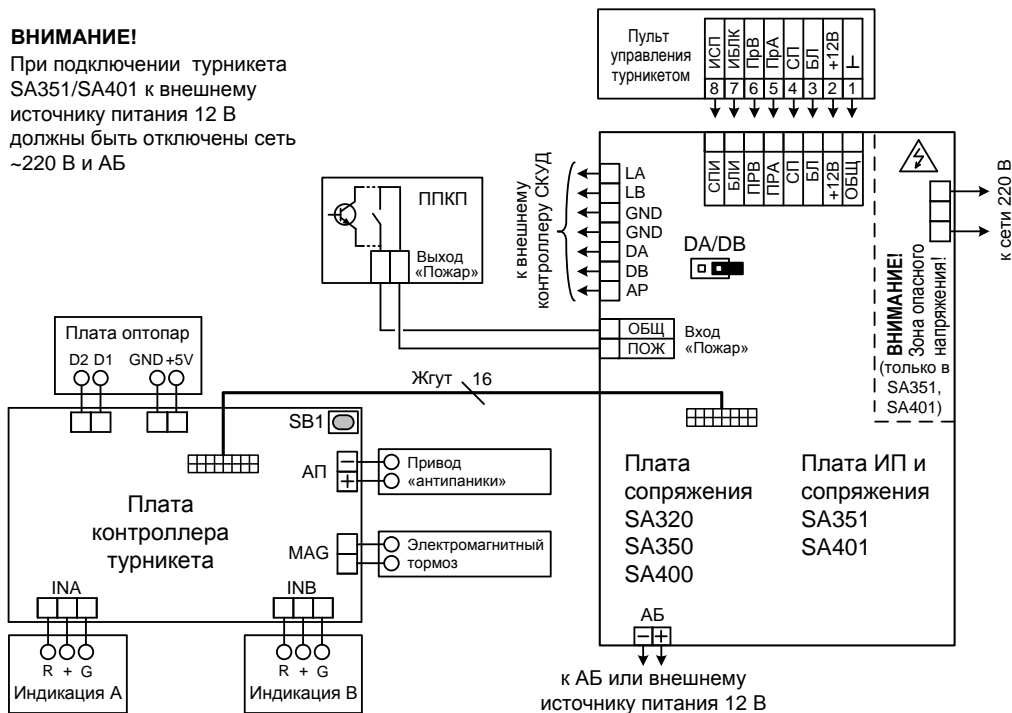 ВНИМАНИЕ!
При подключении турникета
SA351/SA401 к внешнему
источнику питания 12 В
должны быть отключены сеть
~220 В и АБ
Пульт
управления
турникетом
ИСП
ИБЛК
ПрВ
ПрА
СП
БЛ
+12В
⊥
8 7 6 5 4 3 2 1
СПИ
БЛИ
ПРВ
ПРА
СП
БЛ
+12В
ОБЩ
к сети 220 В
ВНИМАНИЕ!
Зона опасного
напряжения!
(только в
SA351,
SA401)
к внешнему
контроллеру СКУД
LA
LB
GND
GND
DA
DB
AP
DA/DB
ППКП
Выход
«Пожар»
ОБЩ
ПОЖ
Вход
«Пожар»
Плата оптопар
D2 D1 GND +5V
Жгут 16
SB1
АП
−
+
Привод
«антипаники»
Плата
контроллера
турникета
MAG
Электромагнитный
тормоз
INA
INB
R + G
Индикация А
R + G
Индикация В
Плата
сопряжения
SA320
SA350
SA400
Плата ИП и
сопряжения
SA351
SA401
АБ
− +
к АБ или внешнему
источнику питания 12 В